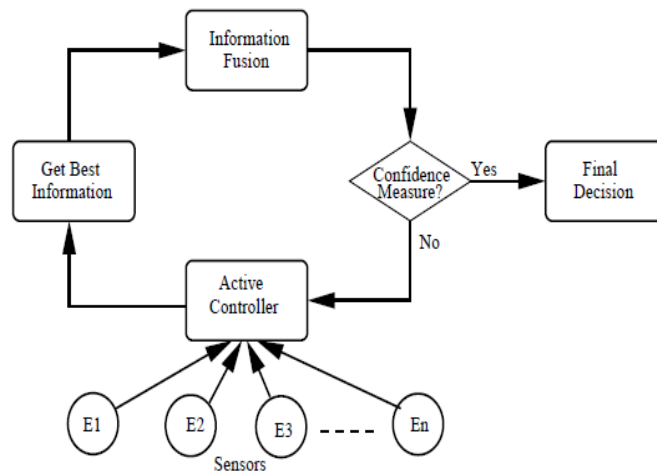 Information
Fusion
Get Best
Information
Confidence
Measure?
Yes
Final
Decision
No
Active
Controller
E1
E2
E3
En
Sensors